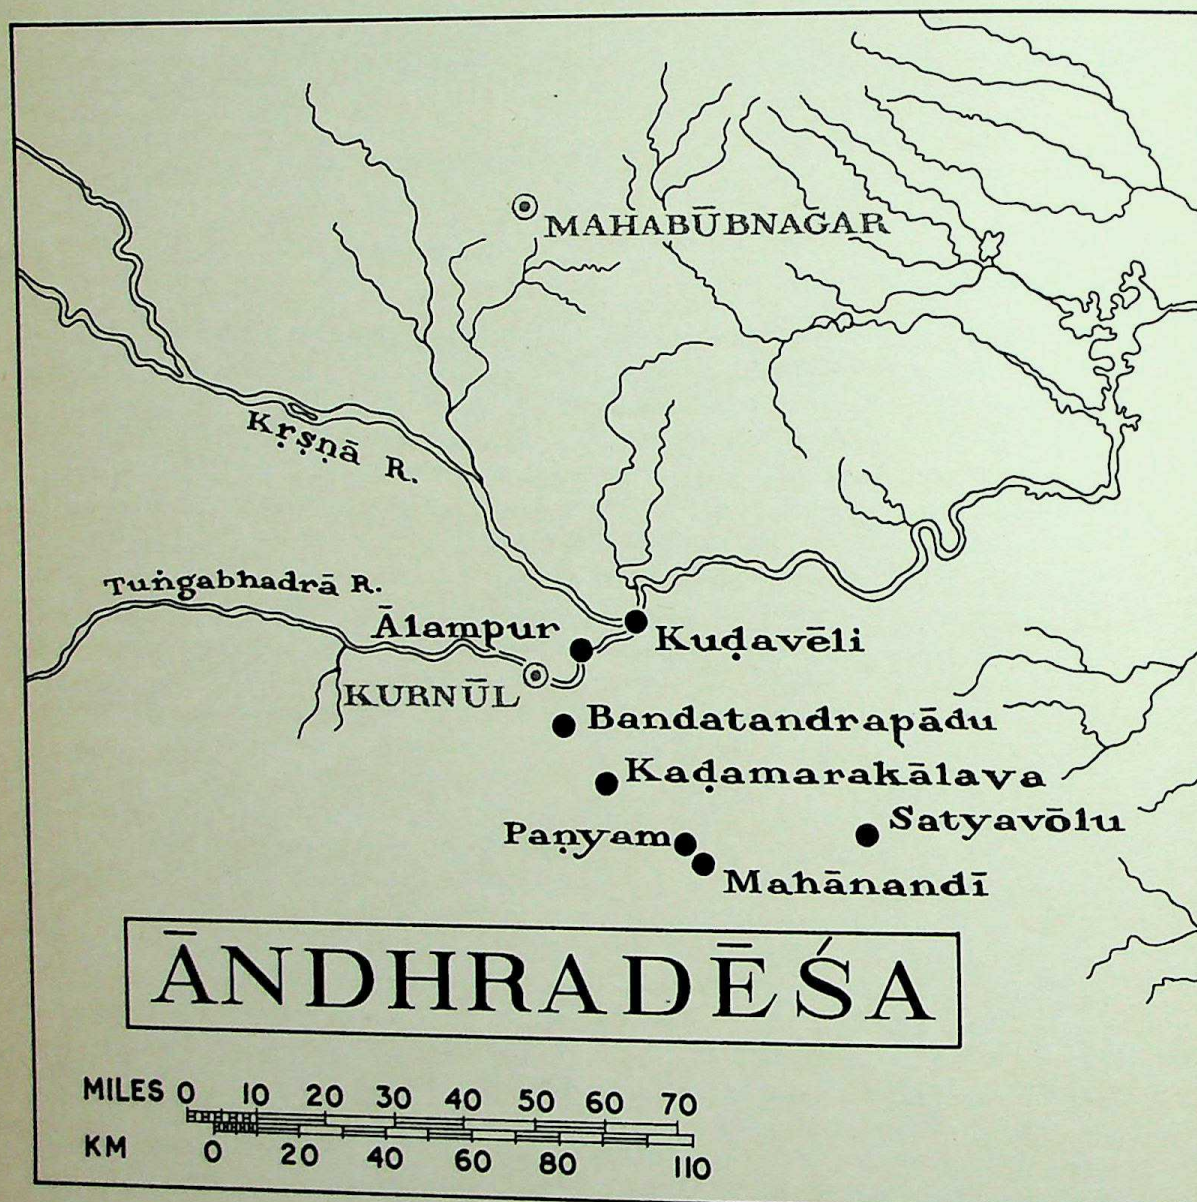 MAHABŪBNAGAR
Kṛṣṇā R.
Tuṅgabhadrā R.
Ālampur
Kuḍavēli
KURNŪL
Bandatandrapādu
Kaḍamarakālava
Satyavōlu
Paṇyam
Mahānandī
ĀNDHRADĒŚA
MILES 0 10 20 30 40 50 60 70
KM 0 20 40 60 80 110